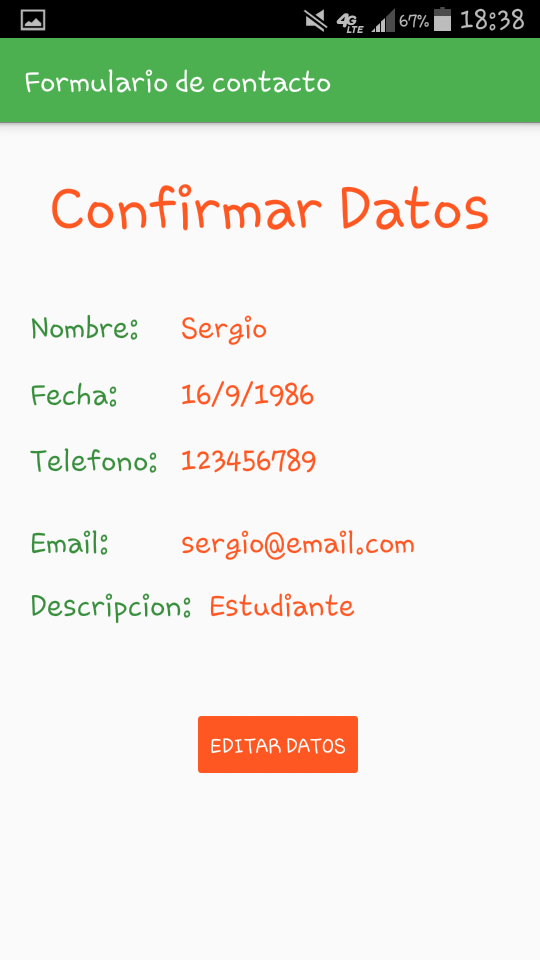 4G LTE 67% 18:38
Formulario de contacto
Confirmar Datos
Nombre: Sergio
Fecha: 16/9/1986
Telefono: 123456789
Email: sergio@email.com
Descripcion: Estudiante
EDITAR DATOS